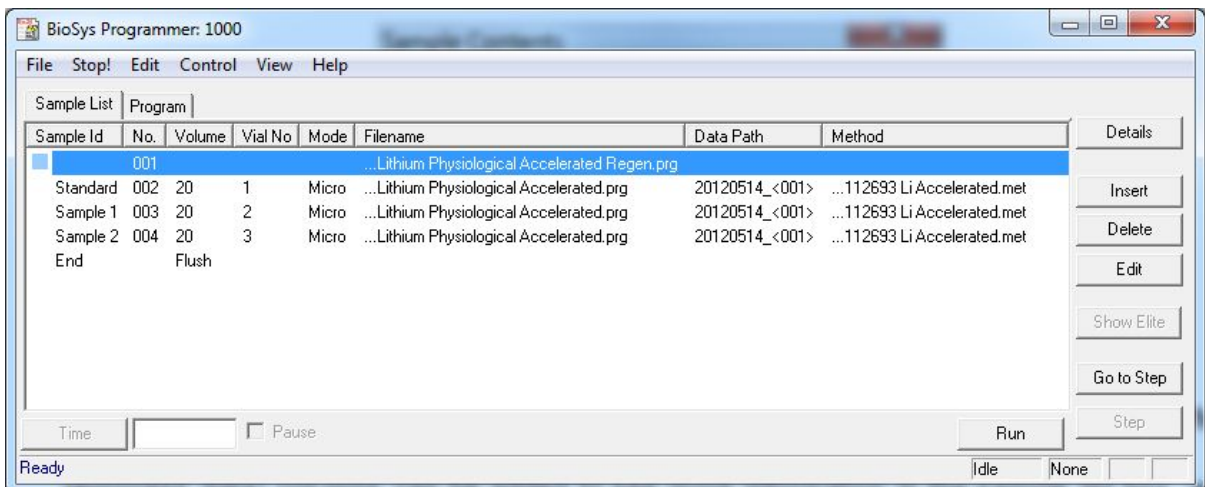 BioSys Programmer: 1000
File Stop! Edit Control View Help
Sample List Program
Sample Id No. Volume Vial No Mode Filename Data Path Method
001 ...Lithium Physiological Accelerated Regen.prg
Standard 002 20 1 Micro ...Lithium Physiological Accelerated.prg 20120514_<001> ...112693 Li Accelerated.met
Sample 1 003 20 2 Micro ...Lithium Physiological Accelerated.prg 20120514_<001> ...112693 Li Accelerated.met
Sample 2 004 20 3 Micro ...Lithium Physiological Accelerated.prg 20120514_<001> ...112693 Li Accelerated.met
End Flush
Details
Insert
Delete
Edit
Show Elite
Go to Step
Step
Time Pause Run
Ready Idle None